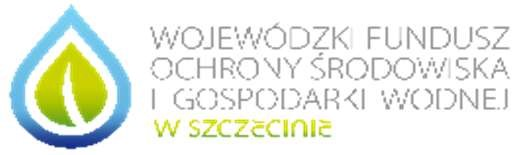 WOJEWÓDZKI FUNDUSZ
OCHRONY ŚRODOWISKA
I GOSPODARKI WODNEJ
W SZCZECINIE